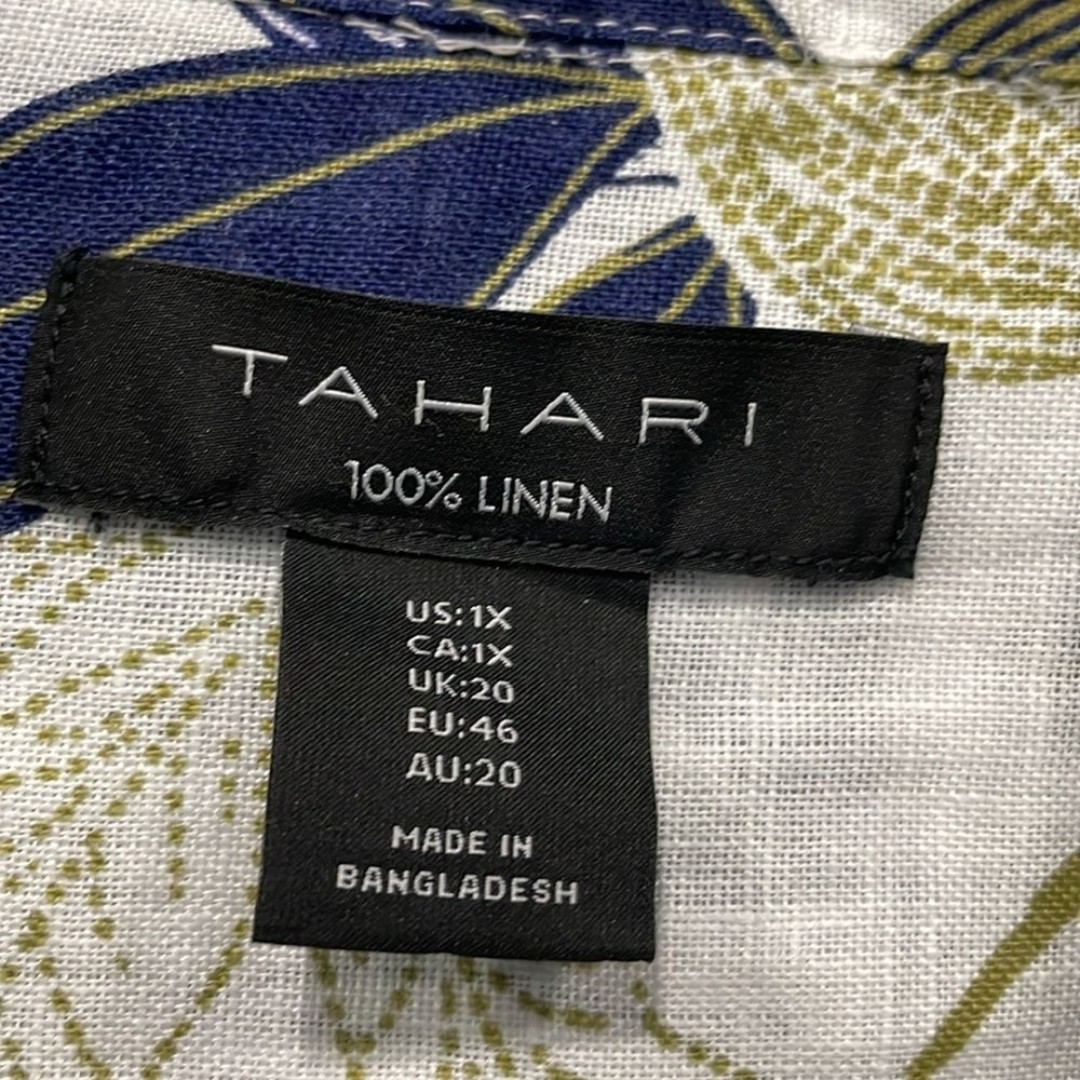 TAHARI
100% LINEN
US:1X
CA:1X
UK:20
EU:46
AU:20
MADE IN
BANGLADESH